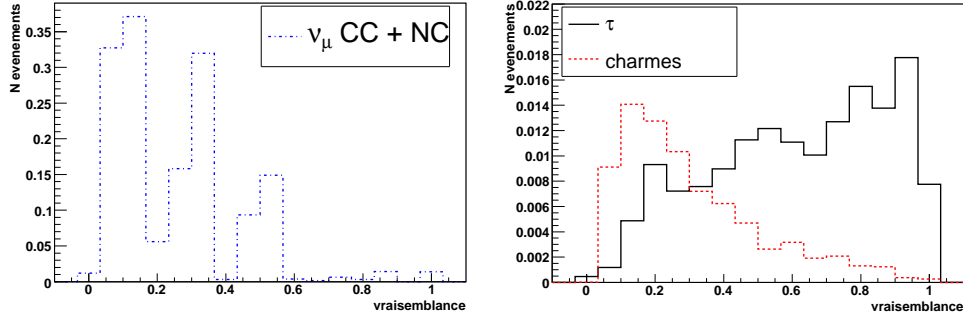 N evenements
0.35
0.3
0.25
0.2
0.15
0.1
0.05
0
ν_μ CC + NC
0 0.2 0.4 0.6 0.8 1
vraisemblance
N evenements
0.022
0.02
0.018
0.016
0.014
0.012
0.01
0.008
0.006
0.004
0.002
0
τ
charmes
0 0.2 0.4 0.6 0.8 1
vraisemblance